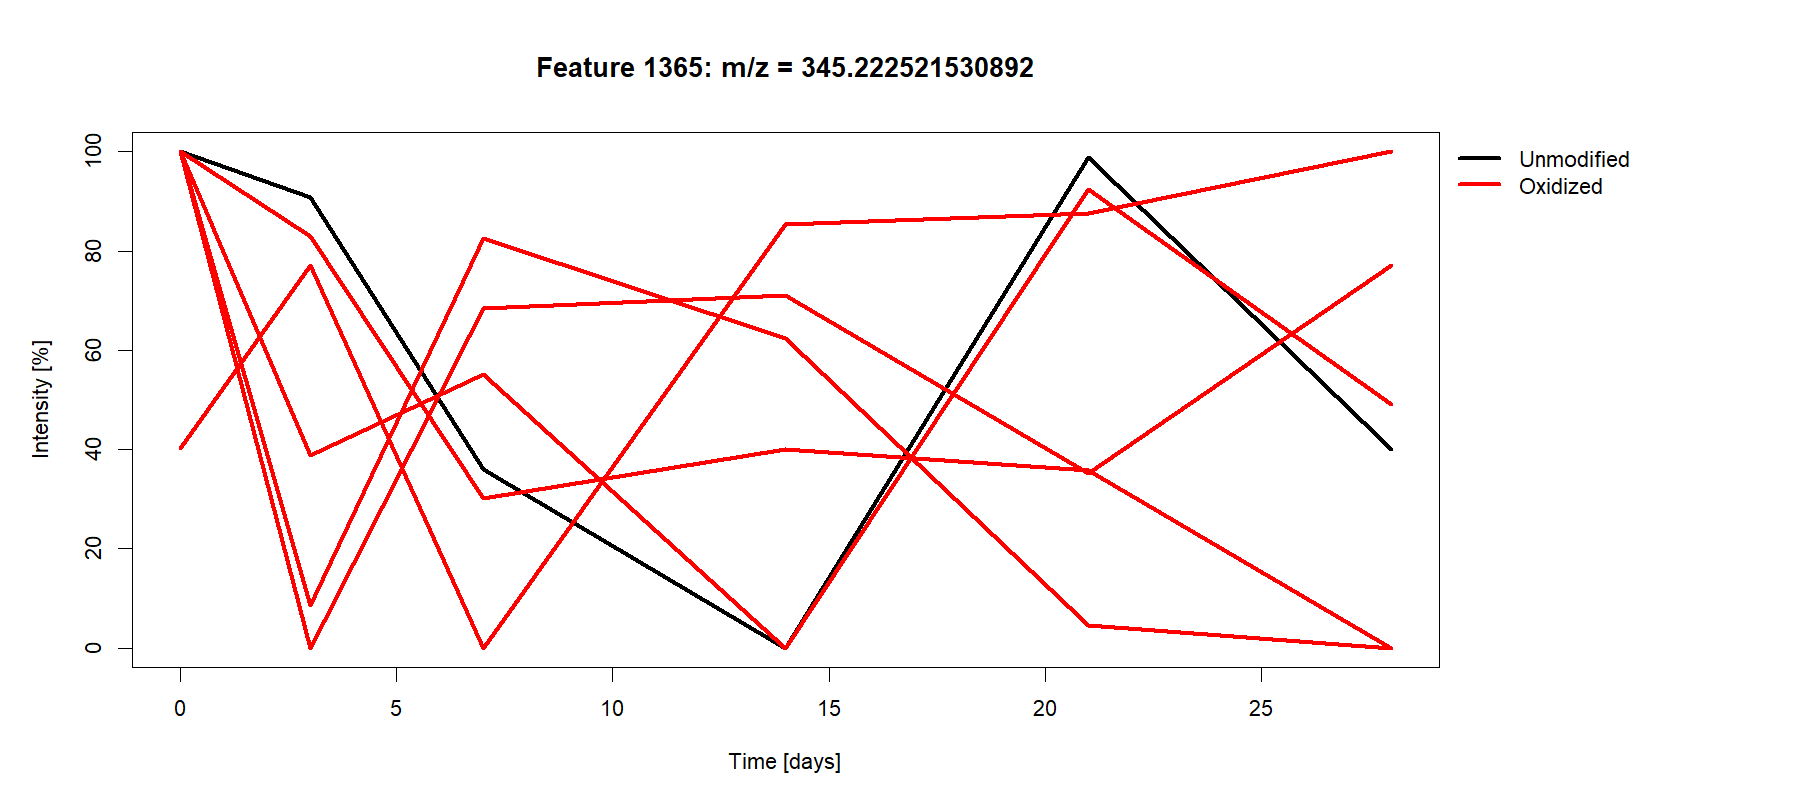 Feature 1365: m/z = 345.222521530892
Unmodified
Oxidized
Intensity [%]
100
80
60
40
20
0
0 5 10 15 20 25
Time [days]